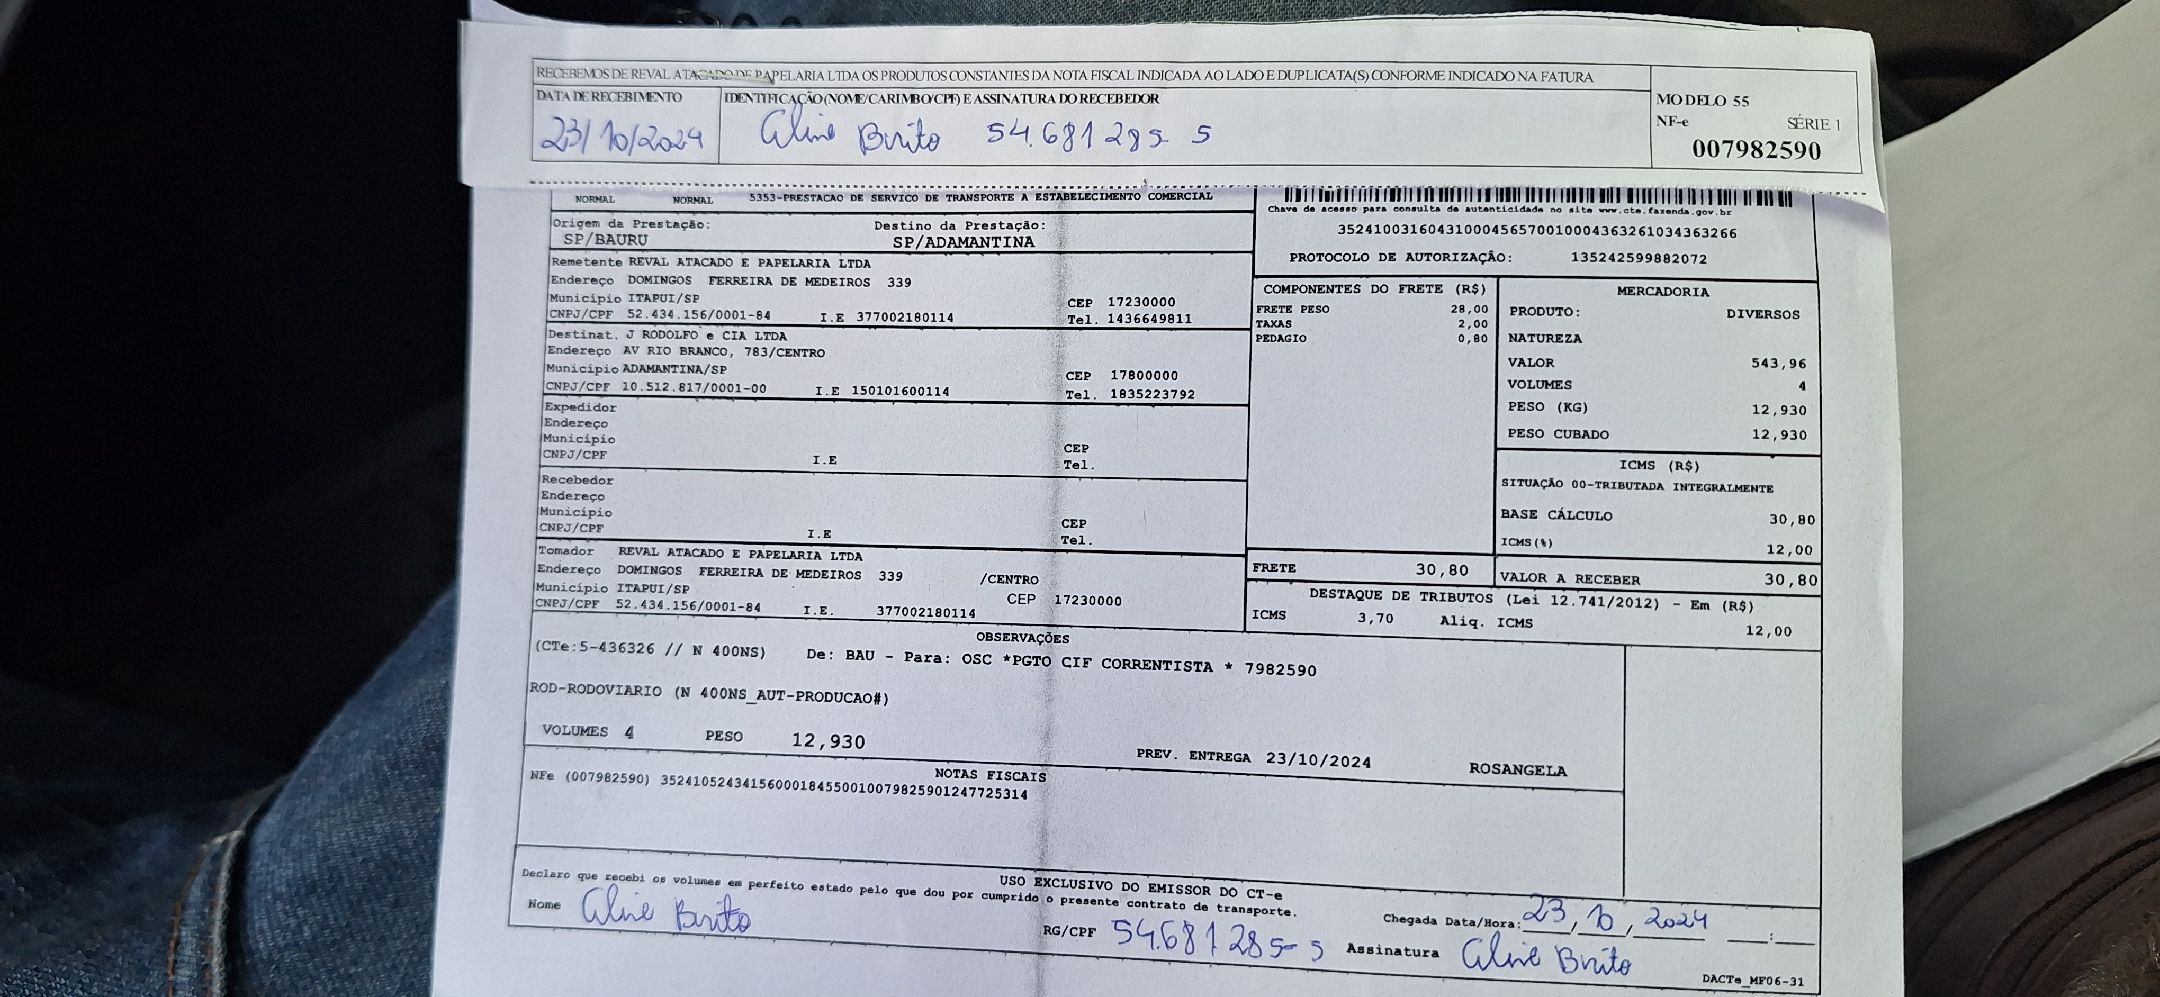 RECEBEMOS DE REVAL ATACADO DE PAPELARIA LTDA OS PRODUTOS CONSTANTES DA NOTA FISCAL INDICADA AO LADO E DUPLICATA(S) CONFORME INDICADO NA FATURA
DATA DE RECEBIMENTO
23/10/2024
IDENTIFICAÇÃO (NOME/CARIMBO/CPF) E ASSINATURA DO RECEBEDOR
Aline Brito 54.681 285 5
MODELO 55
NF-e SÉRIE 1
007982590
NORMAL NORMAL 5353-PRESTACAO DE SERVICO DE TRANSPORTE A ESTABELECIMENTO COMERCIAL
Origem da Prestação: Destino da Prestação:
SP/BAURU SP/ADAMANTINA
Remetente REVAL ATACADO E PAPELARIA LTDA
Endereço DOMINGOS FERREIRA DE MEDEIROS 339
Município ITAPUI/SP CEP 17230000
CNPJ/CPF 52.434.156/0001-84 I.E 377002180114 Tel. 1436649811
Destinat. J RODOLFO e CIA LTDA
Endereço AV RIO BRANCO, 783/CENTRO
Município ADAMANTINA/SP CEP 17800000
CNPJ/CPF 10.512.817/0001-00 I.E 150101600114 Tel. 1835223792
Expedidor
Endereço
Município CEP
CNPJ/CPF I.E Tel.
Recebedor
Endereço
Município CEP
CNPJ/CPF I.E Tel.
Tomador REVAL ATACADO E PAPELARIA LTDA
Endereço DOMINGOS FERREIRA DE MEDEIROS 339 /CENTRO
Município ITAPUI/SP CEP 17230000
CNPJ/CPF 52.434.156/0001-84 I.E. 377002180114
Chave de acesso para consulta de autenticidade no site www.cte.fazenda.gov.br
35241003160431000456570010004363261034363266
PROTOCOLO DE AUTORIZAÇÃO: 135242599882072
COMPONENTES DO FRETE (R$)
FRETE PESO 28,00
TAXAS 2,00
PEDAGIO 0,80
FRETE 30,80
MERCADORIA
PRODUTO: DIVERSOS
NATUREZA
VALOR 543,96
VOLUMES 4
PESO (KG) 12,930
PESO CUBADO 12,930
ICMS (R$)
SITUAÇÃO 00-TRIBUTADA INTEGRALMENTE
BASE CÁLCULO 30,80
ICMS(%) 12,00
VALOR A RECEBER 30,80
DESTAQUE DE TRIBUTOS (Lei 12.741/2012) - Em (R$)
ICMS 3,70 Aliq. ICMS 12,00
OBSERVAÇÕES
(CTe:5-436326 // N 400NS) De: BAU - Para: OSC *PGTO CIF CORRENTISTA * 7982590
ROD-RODOVIARIO (N 400NS_AUT-PRODUCAO#)
VOLUMES 4 PESO 12,930 PREV. ENTREGA 23/10/2024 ROSANGELA
NOTAS FISCAIS
NFe (007982590) 35241052434156000184550010079825901247725314
USO EXCLUSIVO DO EMISSOR DO CT-e
Declaro que recebi os volumes em perfeito estado pelo que dou por cumprido o presente contrato de transporte.
Nome Aline Brito RG/CPF 54.681 285-5 Chegada Data/Hora: 23/10/2024 __:__
Assinatura Aline Brito
DACTe_MF06-31